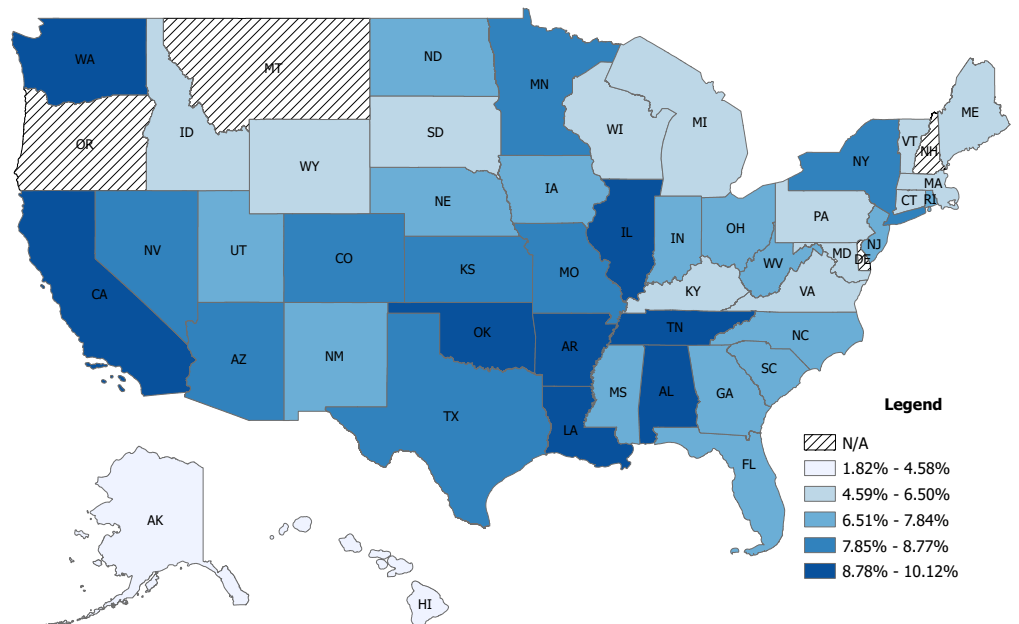 WA
MT
ND
MN
ME
OR
ID
SD
WI
MI
VT
NH
NY
WY
MA
CT
RI
IA
NE
PA
NV
UT
CO
IL
IN
OH
NJ
MD
DE
KS
MO
WV
CA
KY
VA
OK
TN
NC
AZ
NM
AR
SC
MS
AL
GA
TX
LA
FL
AK
HI
Legend
N/A
1.82% - 4.58%
4.59% - 6.50%
6.51% - 7.84%
7.85% - 8.77%
8.78% - 10.12%